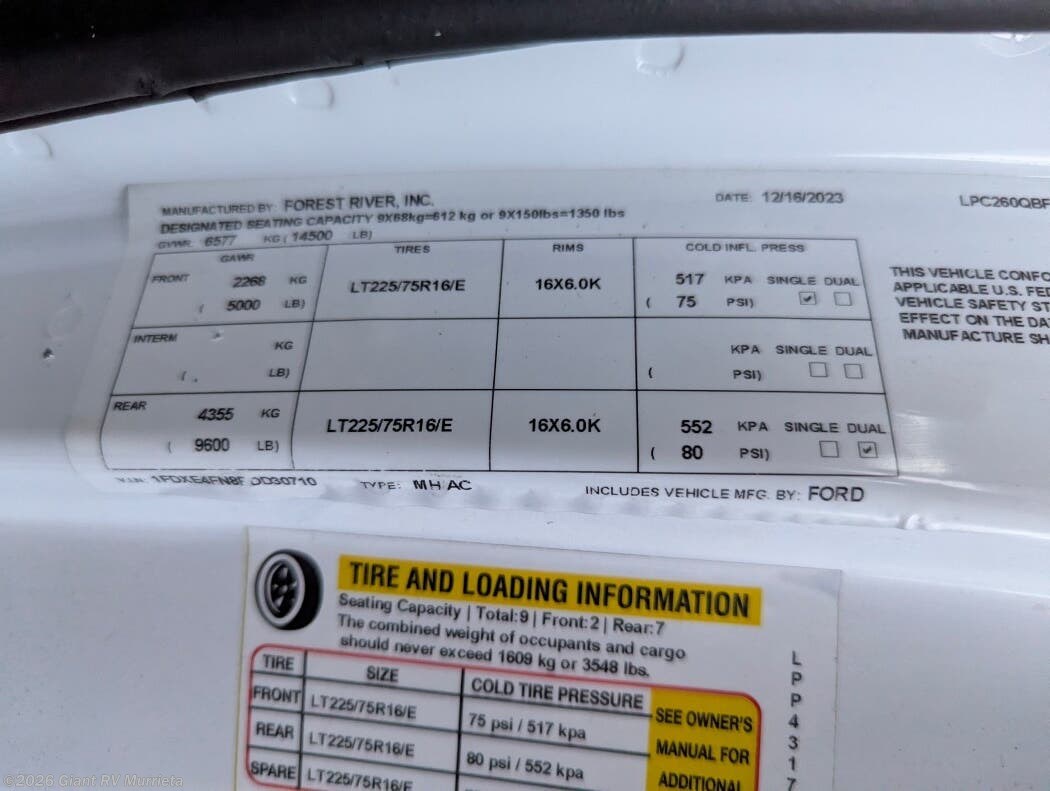 MANUFACTURED BY: FOREST RIVER, INC. DATE: 12/16/2023 LPC260QBF
DESIGNATED SEATING CAPACITY 9X68kg=612 kg or 9X150lbs=1350 lbs
GVWR 6577 KG ( 14500 LB)
GAWR TIRES RIMS COLD INFL. PRESS
FRONT 2268 KG LT225/75R16/E 16X6.0K 517 KPA SINGLE DUAL
( 5000 LB) ( 75 PSI)
INTERM KG KPA SINGLE DUAL
( LB) ( PSI)
REAR 4355 KG LT225/75R16/E 16X6.0K 552 KPA SINGLE DUAL
( 9600 LB) ( 80 PSI)
THIS VEHICLE CONFO
APPLICABLE U.S. FED
VEHICLE SAFETY ST
EFFECT ON THE DA
MANUFACTURE SH
V.I.N. TYPE: MH AC INCLUDES VEHICLE MFG. BY: FORD
TIRE AND LOADING INFORMATION
Seating Capacity | Total:9 | Front:2 | Rear:7
The combined weight of occupants and cargo
should never exceed 1609 kg or 3548 lbs.
TIRE SIZE COLD TIRE PRESSURE
FRONT LT225/75R16/E 75 psi / 517 kpa
REAR LT225/75R16/E 80 psi / 552 kpa
SPARE LT225/75R16/E
SEE OWNER'S
MANUAL FOR
ADDITIONAL
LPP4317
©2026 Giant RV Murrieta